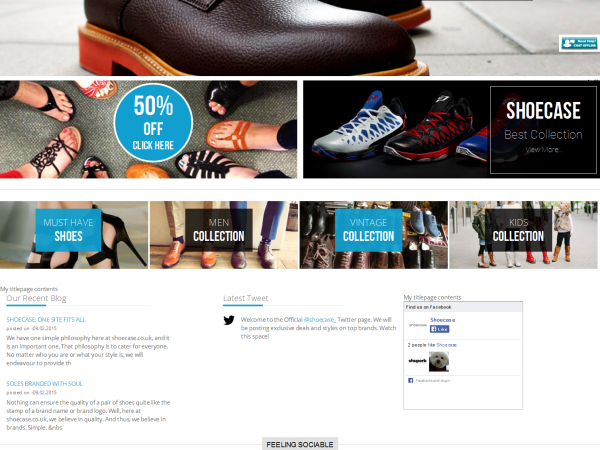 Need Help?
CHAT OFFLINE
50%
OFF
CLICK HERE
SHOECASE
Best Collection
View More...
MUST HAVE
SHOES
MEN
COLLECTION
VINTAGE
COLLECTION
KIDS
COLLECTION
My titlepage contents
Our Recent Blog
SHOECASE; ONE SITE FITS ALL
posted on -09.02.2015
We have one simple philosophy here at shoecase.co.uk, and it
is an important one. That philosophy is to cater for everyone.
No matter who you are or what your style is, we will
endeavour to provide th
SOLES BRANDED WITH SOUL
posted on -09.02.2015
Nothing can ensure the quality of a pair of shoes quite like the
stamp of a brand name or brand logo. Well, here at
shoecase.co.uk, we believe in quality. And thus, we believe in
brands. Simple. &nbs
Latest Tweet
Welcome to the Official @shoecase_ Twitter page. We will
be posting exclusive deals and styles on top brands. Watch
this space!
My titlepage contents
Find us on Facebook
Shoecase
Like
2 people like Shoecase.
Facebook social plugin
FEELING SOCIABLE